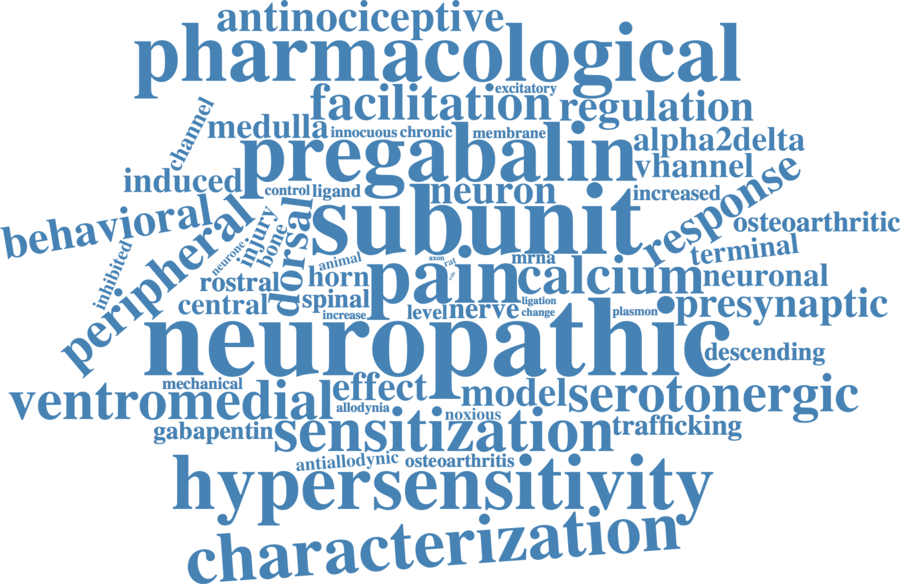 antinociceptive
pharmacological
excitatory
facilitation
regulation
channel
medulla
innocuous
chronic
membrane
alpha2delta
pregabalin
vhannel
induced
control
ligand
neuron
increased
response
behavioral
peripheral
injury
bone
dorsal
subunit
osteoarthritic
neurone
inhibited
animal
axon
rat
role
mrna
terminal
rostral
horn
pain
calcium
neuronal
central
spinal
increase
level
nerve
ligation
change
plasmon
presynaptic
neuropathic
descending
mechanical
ventromedial
effect
allodynia
model
serotonergic
noxious
gabapentin
sensitization
trafficking
antiallodynic
osteoarthritis
hypersensitivity
characterization